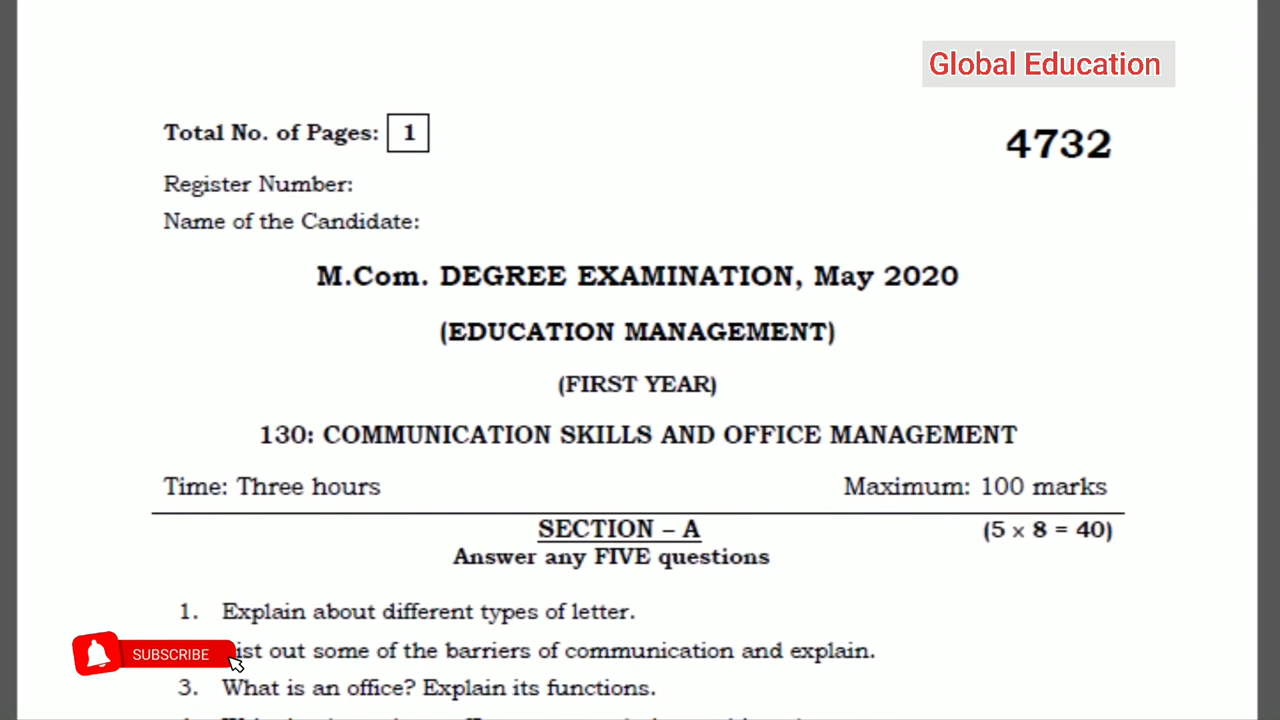 Global Education
Total No. of Pages: 1
4732
Register Number:
Name of the Candidate:
M.Com. DEGREE EXAMINATION, May 2020
(EDUCATION MANAGEMENT)
(FIRST YEAR)
130: COMMUNICATION SKILLS AND OFFICE MANAGEMENT
Time: Three hours Maximum: 100 marks
SECTION – A (5 × 8 = 40)
Answer any FIVE questions
1. Explain about different types of letter.
SUBSCRIBE
out some of the barriers of communication and explain.
3. What is an office? Explain its functions.